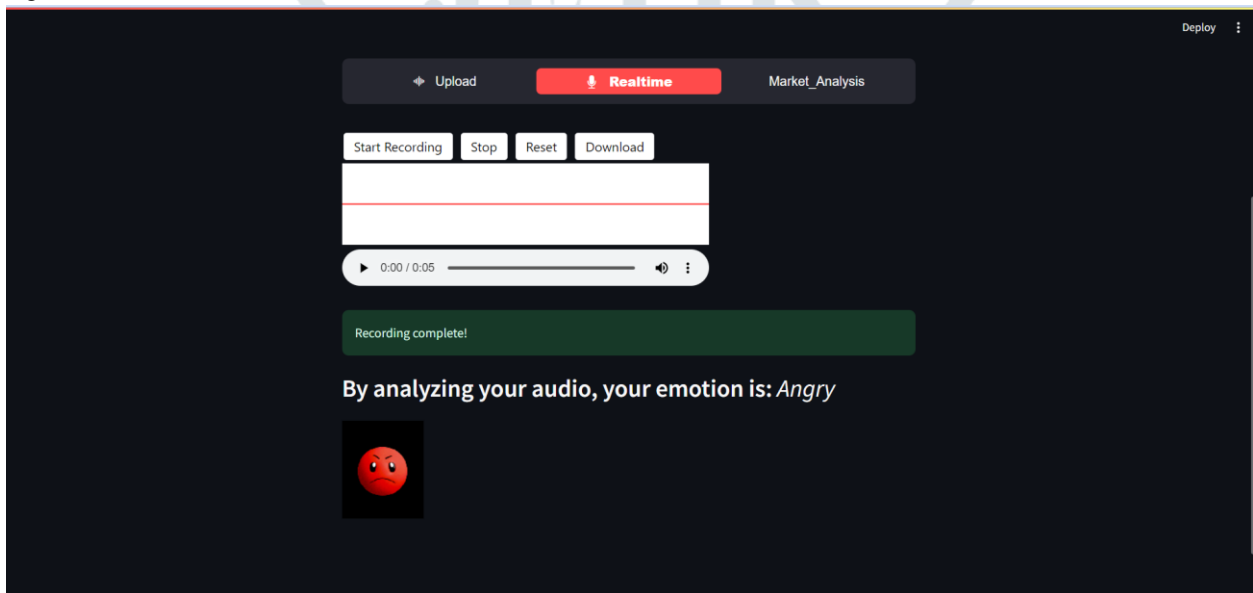 Deploy
Upload Realtime Market_Analysis
Start Recording Stop Reset Download
0:00 / 0:05
Recording complete!
By analyzing your audio, your emotion is: Angry